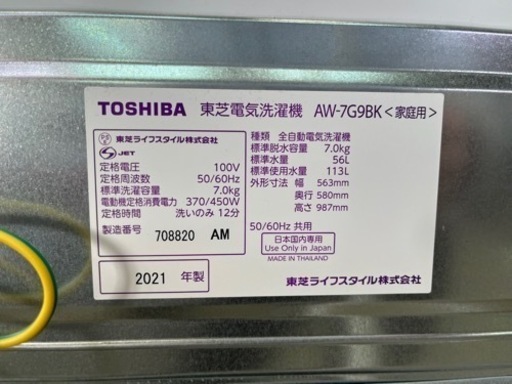 TOSHIBA 東芝電気洗濯機 AW-7G9BK<家庭用>
東芝ライフスタイル株式会社
S JET
定格電圧 100V
定格周波数 50/60Hz
標準洗濯容量 7.0kg
電動機定格消費電力 370/450W
定格時間 洗いのみ 12分
製造番号 708820 AM
2021 年製
種類 全自動電気洗濯機
標準脱水容量 7.0kg
標準水量 56L
標準使用水量 113L
外形寸法 幅 563mm
奥行 580mm
高さ 987mm
50/60Hz 共用
日本国内専用
Use Only in Japan
MADE IN THAILAND
東芝ライフスタイル株式会社